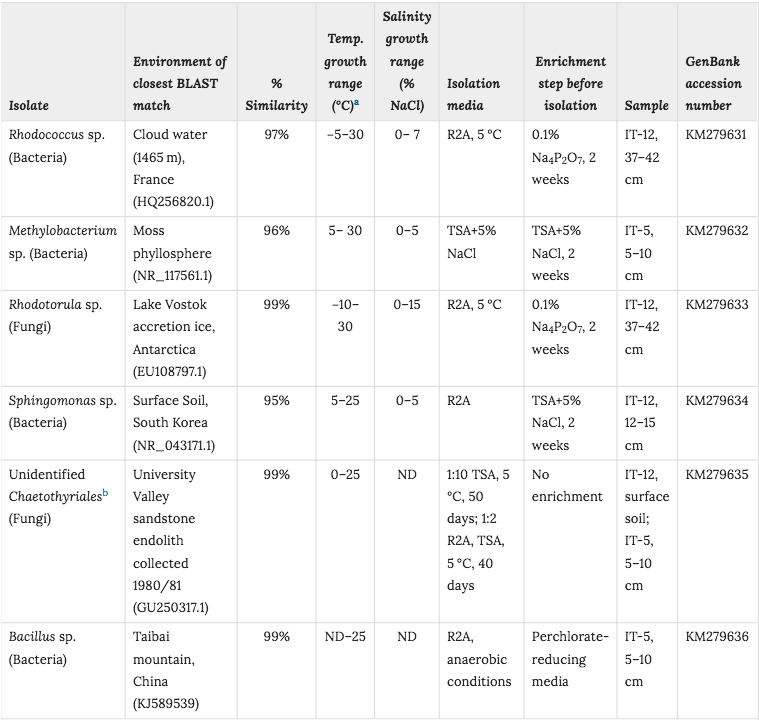 Isolate | Environment of closest BLAST match | % Similarity | Temp. growth range (°C)a | Salinity growth range (% NaCl) | Isolation media | Enrichment step before isolation | Sample | GenBank accession number
Rhodococcus sp. (Bacteria) | Cloud water (1465 m), France (HQ256820.1) | 97% | –5–30 | 0– 7 | R2A, 5 °C | 0.1% Na4P2O7, 2 weeks | IT-12, 37–42 cm | KM279631
Methylobacterium sp. (Bacteria) | Moss phyllosphere (NR_117561.1) | 96% | 5– 30 | 0–5 | TSA+5% NaCl | TSA+5% NaCl, 2 weeks | IT-5, 5–10 cm | KM279632
Rhodotorula sp. (Fungi) | Lake Vostok accretion ice, Antarctica (EU108797.1) | 99% | –10–30 | 0–15 | R2A, 5 °C | 0.1% Na4P2O7, 2 weeks | IT-12, 37–42 cm | KM279633
Sphingomonas sp. (Bacteria) | Surface Soil, South Korea (NR_043171.1) | 95% | 5–25 | 0–5 | R2A | TSA+5% NaCl, 2 weeks | IT-12, 12–15 cm | KM279634
Unidentified Chaetothyrialesb (Fungi) | University Valley sandstone endolith collected 1980/81 (GU250317.1) | 99% | 0–25 | ND | 1:10 TSA, 5 °C, 50 days; 1:2 R2A, TSA, 5 °C, 40 days | No enrichment | IT-12, surface soil; IT-5, 5–10 cm | KM279635
Bacillus sp. (Bacteria) | Taibai mountain, China (KJ589539) | 99% | ND–25 | ND | R2A, anaerobic conditions | Perchlorate-reducing media | IT-5, 5–10 cm | KM279636